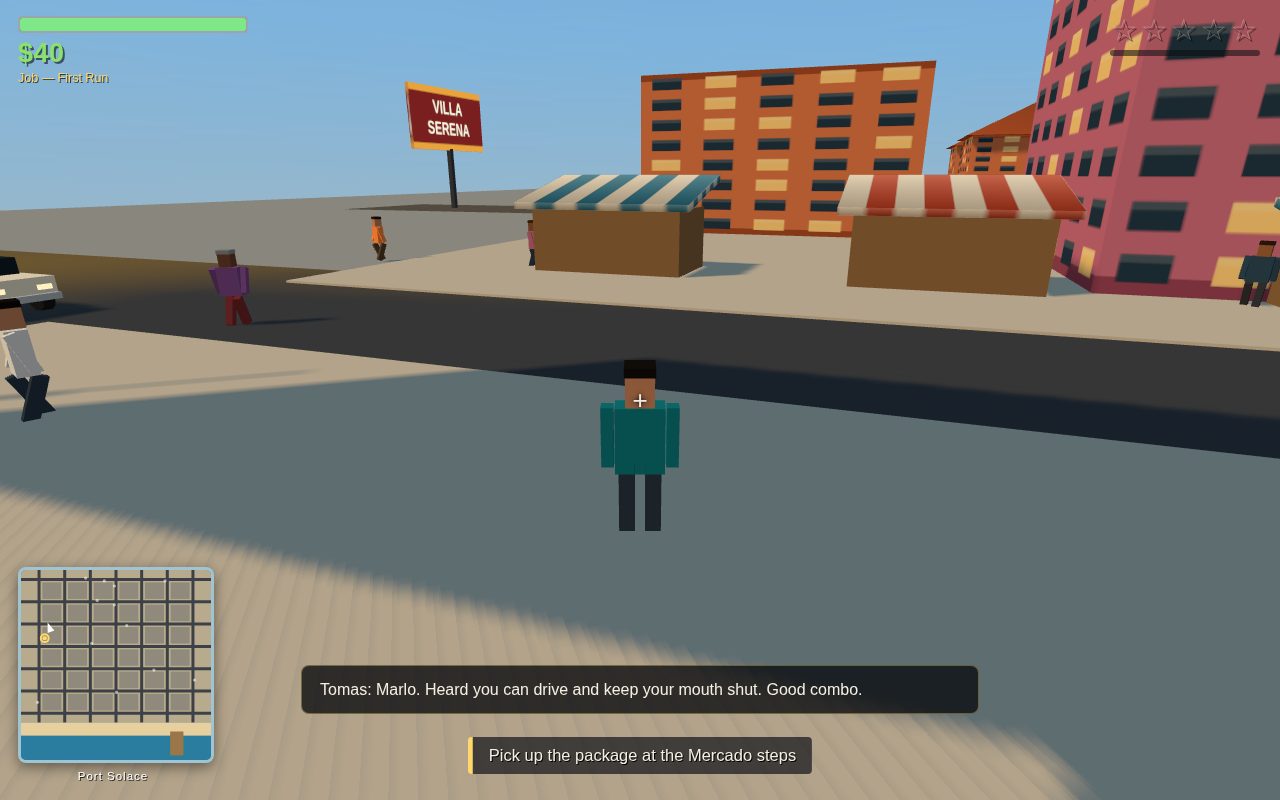 $40
Job — First Run
VILLA
SERENA
Tomas: Marlo. Heard you can drive and keep your mouth shut. Good combo.
Pick up the package at the Mercado steps
Port Solace